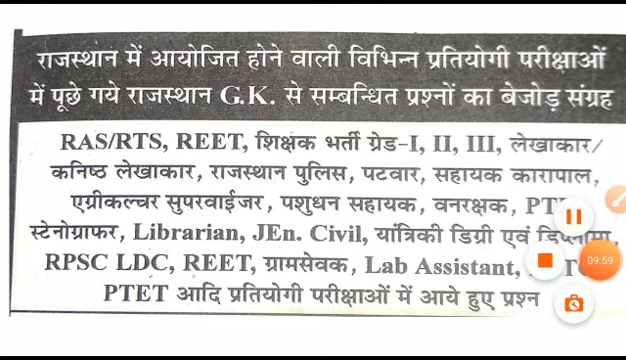 राजस्थान में आयोजित होने वाली विभिन्न प्रतियोगी परीक्षाओं
में पूछे गये राजस्थान G.K. से सम्बन्धित प्रश्नों का बेजोड़ संग्रह
RAS/RTS, REET, शिक्षक भर्ती ग्रेड-I, II, III, लेखाकार/
कनिष्ठ लेखाकार, राजस्थान पुलिस, पटवार, सहायक कारापाल,
एग्रीकल्चर सुपरवाईजर, पशुधन सहायक, वनरक्षक,
स्टेनोग्राफर, Librarian, JEn. Civil, यांत्रिकी डिग्री एवं
RPSC LDC, REET, ग्रामसेवक, Lab Assistant,
PTET आदि प्रतियोगी परीक्षाओं में आये हुए प्रश्न
09:59